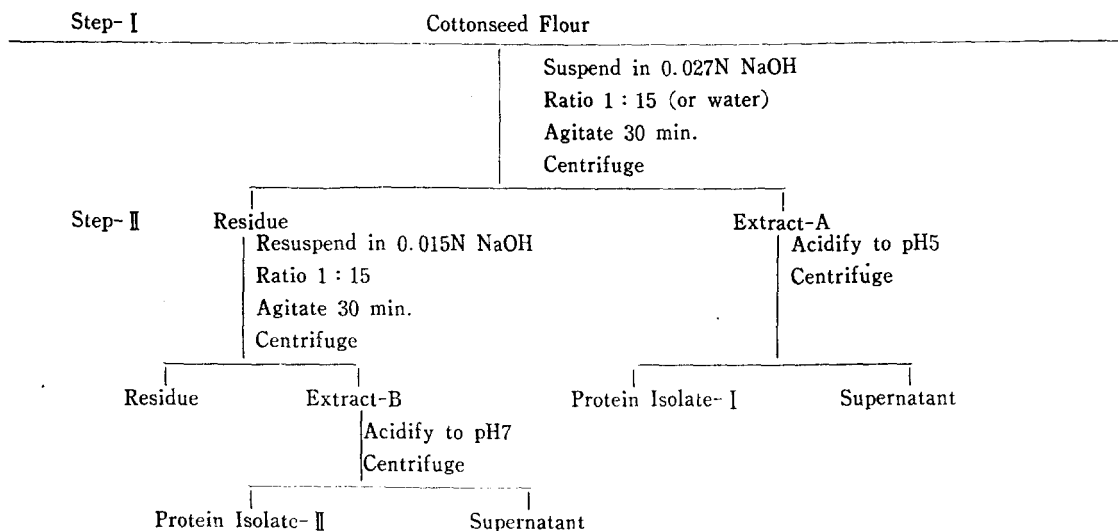 Step-Ⅰ Cottonseed Flour
Suspend in 0.027N NaOH
Ratio 1 : 15 (or water)
Agitate 30 min.
Centrifuge
Step-Ⅱ Residue Extract-A
Resuspend in 0.015N NaOH Acidify to pH5
Ratio 1 : 15 Centrifuge
Agitate 30 min.
Centrifuge
Residue Extract-B Protein Isolate-Ⅰ Supernatant
Acidify to pH7
Centrifuge
Protein Isolate-Ⅱ Supernatant